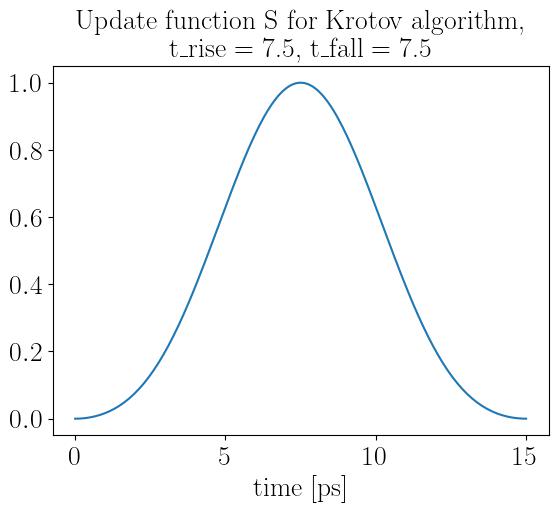 Update function S for Krotov algorithm,
t_rise = 7.5, t_fall = 7.5
1.0
0.8
0.6
0.4
0.2
0.0
0 5 10 15
time [ps]